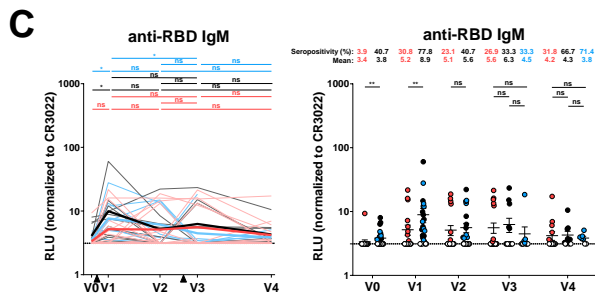 C
anti-RBD IgM
anti-RBD IgM
Seropositivity (%): 3.9 40.7 30.8 77.8 23.1 40.7 26.9 33.3 33.3 31.8 66.7 71.4
Mean: 3.4 3.8 5.2 8.9 5.1 5.6 5.6 6.3 4.5 4.2 4.3 3.8
*
ns
ns
* ns ns
ns
ns
ns
* ns ns
ns
ns
ns
ns ns ns
RLU (normalized to CR3022)
1000
100
10
1
V0 V1 V2 V3 V4
RLU (normalized to CR3022)
1000
100
10
1
** ** ns ns ns
ns ns
ns ns
V0 V1 V2 V3 V4